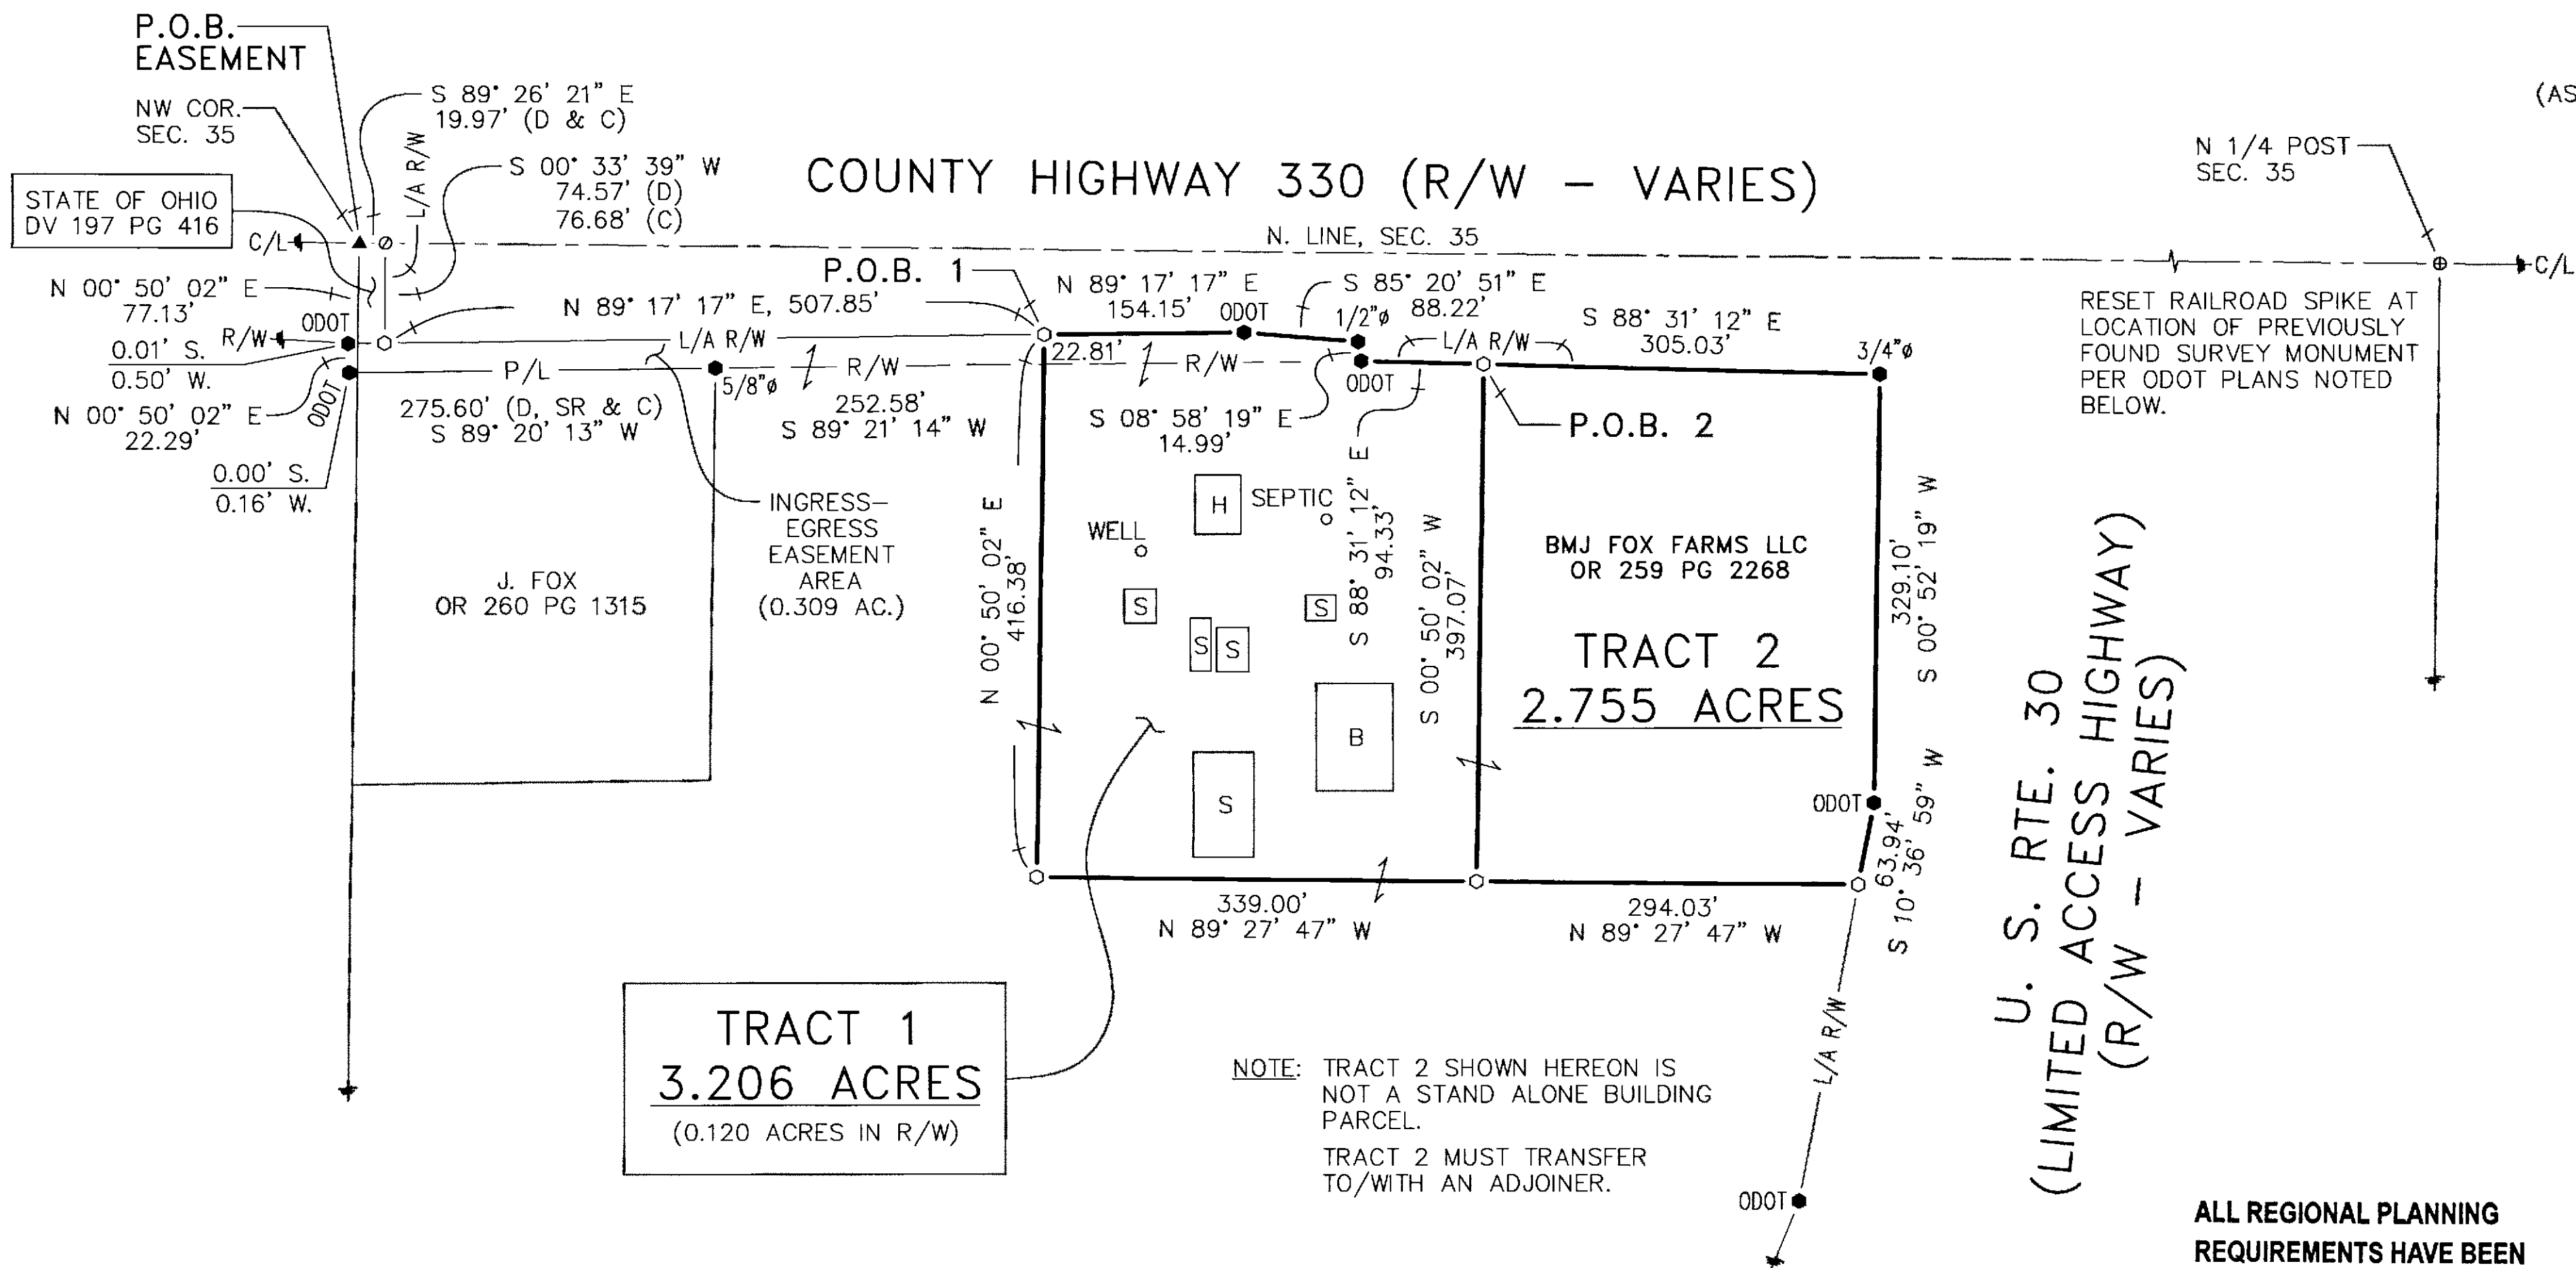 P.O.B.
EASEMENT
NW COR.
SEC. 35
S 89° 26' 21" E
19.97' (D & C)
L/A R/W
S 00° 33' 39" W
74.57' (D)
76.68' (C)
STATE OF OHIO
DV 197 PG 416
COUNTY HIGHWAY 330 (R/W – VARIES)
(AS
N 1/4 POST
SEC. 35
C/L
N. LINE, SEC. 35
C/L
N 00° 50' 02" E
77.13'
ODOT
R/W
0.01' S.
0.50' W.
N 00° 50' 02" E
22.29'
ODOT
0.00' S.
0.16' W.
N 89° 17' 17" E, 507.85'
P.O.B. 1
L/A R/W
P/L
5/8"ø
R/W
275.60' (D, SR & C)
S 89° 20' 13" W
252.58'
S 89° 21' 14" W
22.81'
N 89° 17' 17" E
154.15'
ODOT
S 85° 20' 51" E
88.22'
1/2"ø
R/W
ODOT
L/A R/W
S 88° 31' 12" E
305.03'
3/4"ø
S 08° 58' 19" E
14.99'
P.O.B. 2
RESET RAILROAD SPIKE AT
LOCATION OF PREVIOUSLY
FOUND SURVEY MONUMENT
PER ODOT PLANS NOTED
BELOW.
INGRESS–
EGRESS
EASEMENT
AREA
(0.309 AC.)
J. FOX
OR 260 PG 1315
N 00° 50' 02" E
416.38'
H
SEPTIC
WELL
S
S
S
S
B
S
S 88° 31' 12" E
94.33'
S 00° 50' 02" W
397.07'
BMJ FOX FARMS LLC
OR 259 PG 2268
TRACT 2
2.755 ACRES
329.10'
S 00° 52' 19" W
ODOT
63.94'
S 10° 36' 59" W
339.00'
N 89° 27' 47" W
294.03'
N 89° 27' 47" W
U. S. RTE. 30
(LIMITED ACCESS HIGHWAY)
(R/W – VARIES)
TRACT 1
3.206 ACRES
(0.120 ACRES IN R/W)
NOTE: TRACT 2 SHOWN HEREON IS
NOT A STAND ALONE BUILDING
PARCEL.
TRACT 2 MUST TRANSFER
TO/WITH AN ADJOINER.
L/A R/W
ODOT
ALL REGIONAL PLANNING
REQUIREMENTS HAVE BEEN